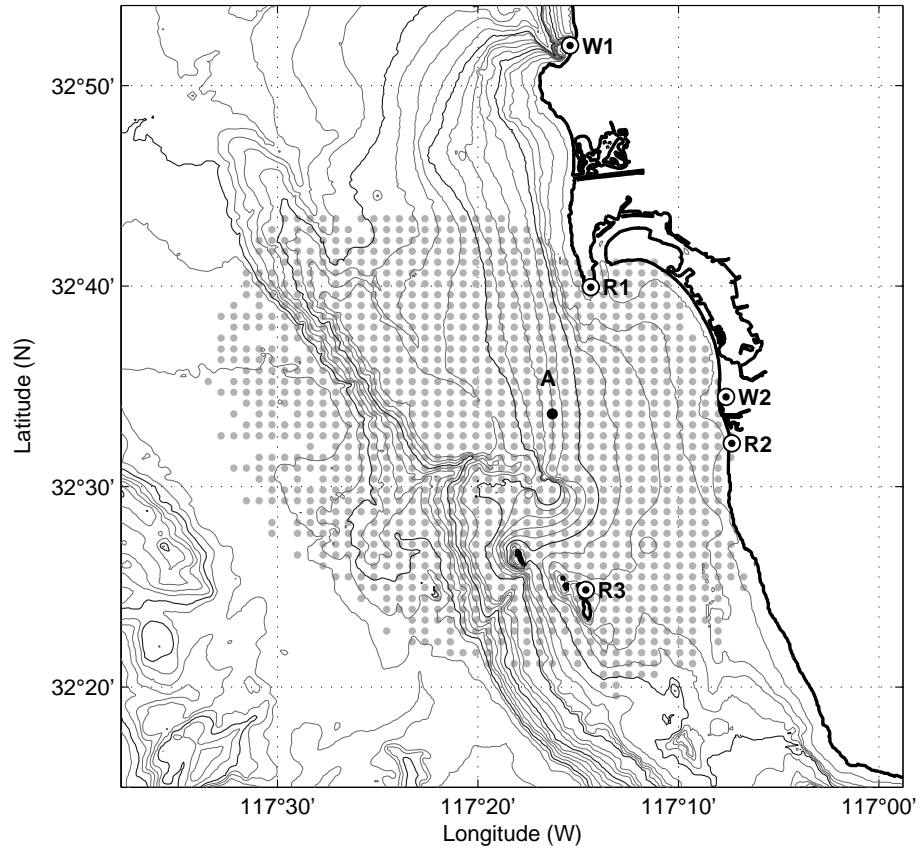 W1
32°50’
32°40’
R1
A
W2
R2
32°30’
R3
32°20’
117°30’
117°20’
117°10’
117°00’
Longitude (W)
Latitude (N)